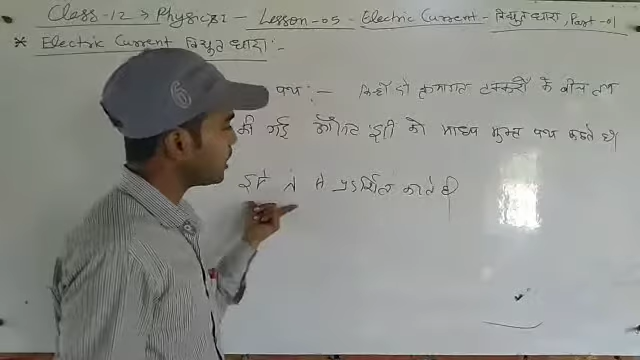 Class-12 → Physics:- Lesson-05 - Electric Current - विद्युत धारा, Part-01
* Electric Current विद्युत धारा :-
पथ :- किन्हीं दो क्रमागत टक्करों के बीच तय
की गई औसत दूरी को माध्य मुक्त पथ कहते है।
इसे λ से प्रदर्शित करते है।
6